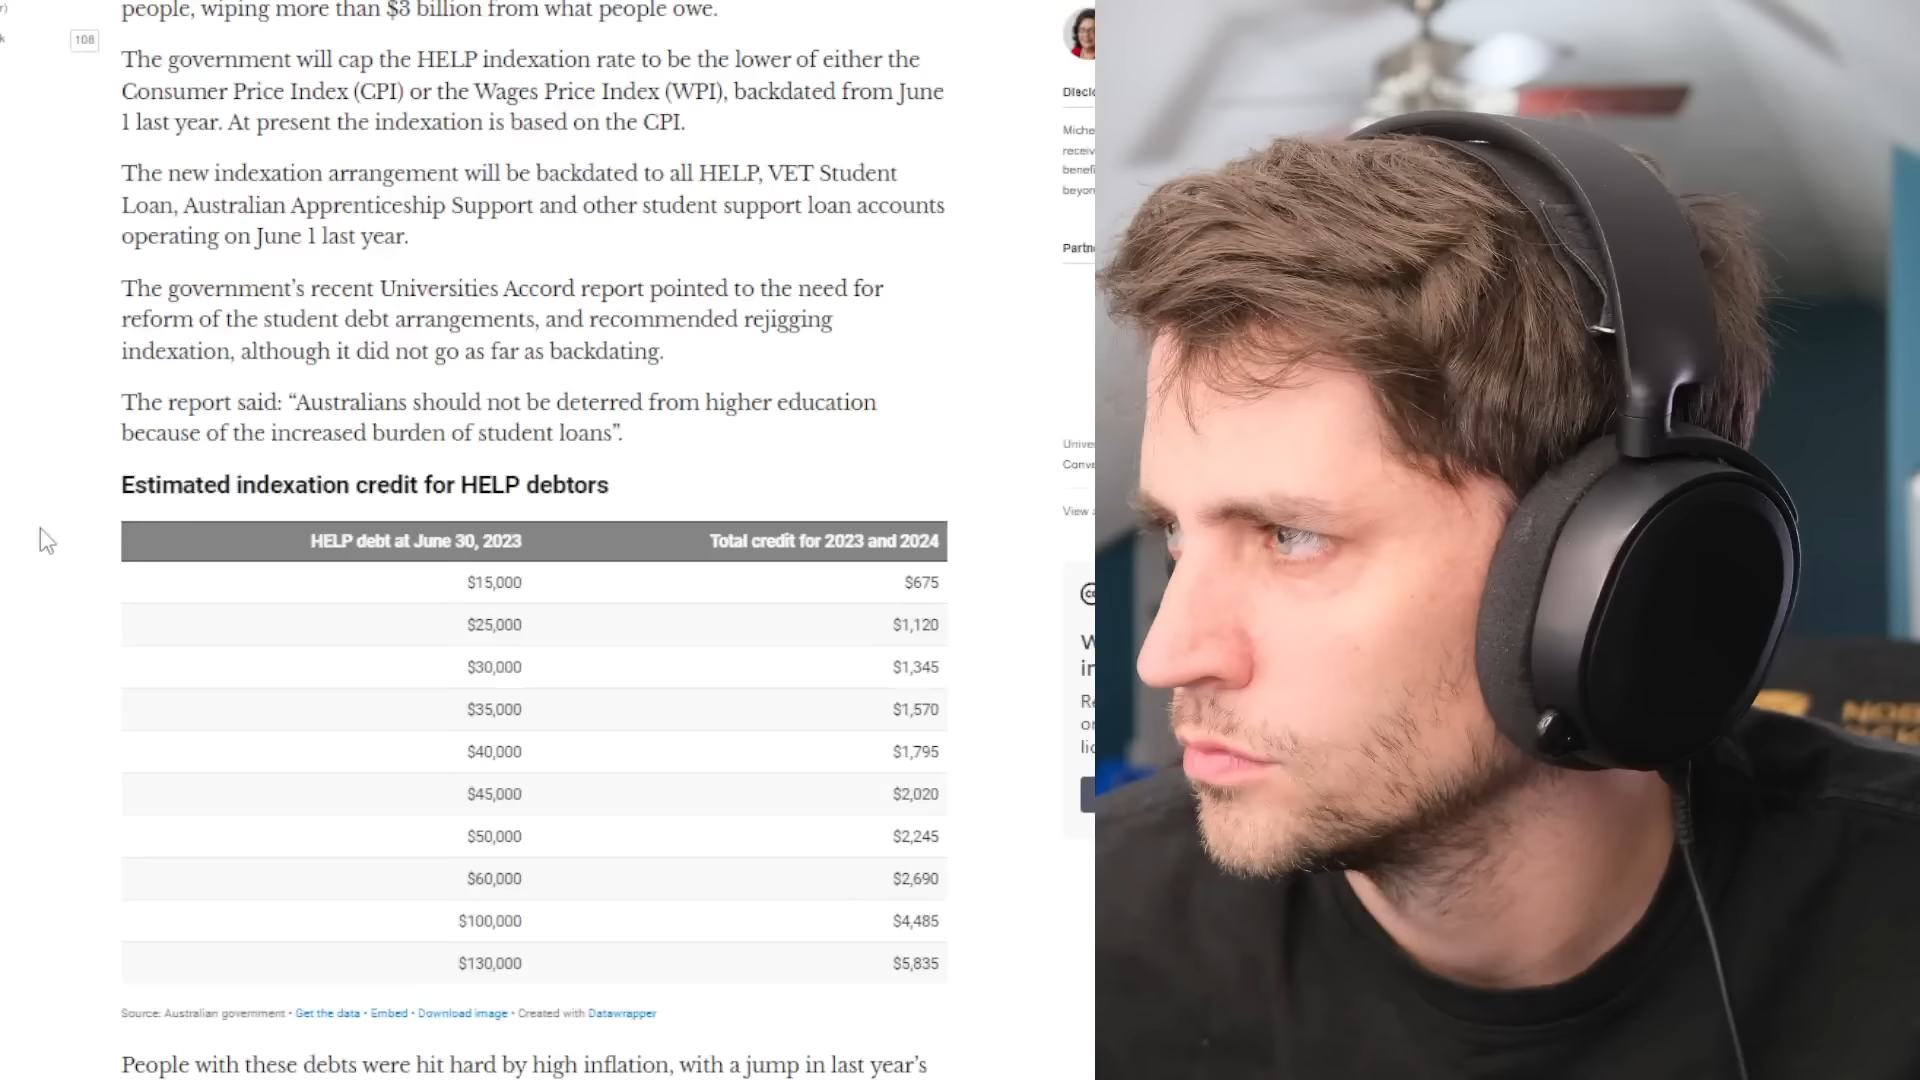 people, wiping more than $3 billion from what people owe.
108
The government will cap the HELP indexation rate to be the lower of either the
Consumer Price Index (CPI) or the Wages Price Index (WPI), backdated from June
1 last year. At present the indexation is based on the CPI.
The new indexation arrangement will be backdated to all HELP, VET Student
Loan, Australian Apprenticeship Support and other student support loan accounts
operating on June 1 last year.
The government’s recent Universities Accord report pointed to the need for
reform of the student debt arrangements, and recommended rejigging
indexation, although it did not go as far as backdating.
The report said: “Australians should not be deterred from higher education
because of the increased burden of student loans”.
Estimated indexation credit for HELP debtors
HELP debt at June 30, 2023 Total credit for 2023 and 2024
$15,000 $675
$25,000 $1,120
$30,000 $1,345
$35,000 $1,570
$40,000 $1,795
$45,000 $2,020
$50,000 $2,245
$60,000 $2,690
$100,000 $4,485
$130,000 $5,835
Source: Australian government • Get the data • Embed • Download image • Created with Datawrapper
People with these debts were hit hard by high inflation, with a jump in last year’s